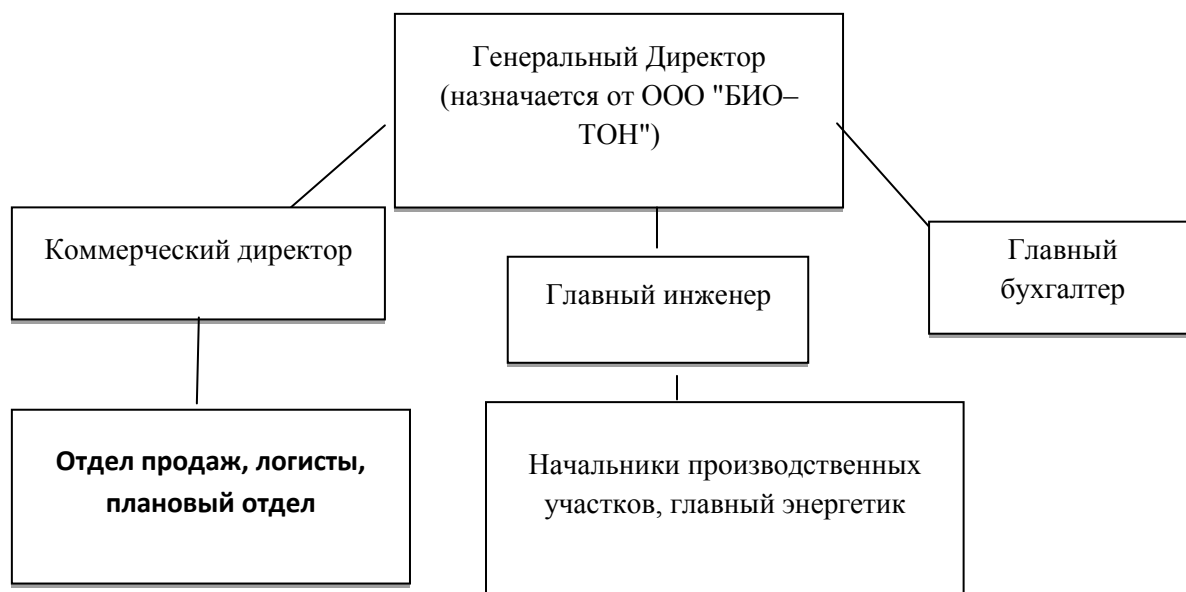 Генеральный Директор
(назначается от ООО "БИО–
ТОН")
Коммерческий директор
Главный инженер
Главный
бухгалтер
Отдел продаж, логисты,
плановый отдел
Начальники производственных
участков, главный энергетик